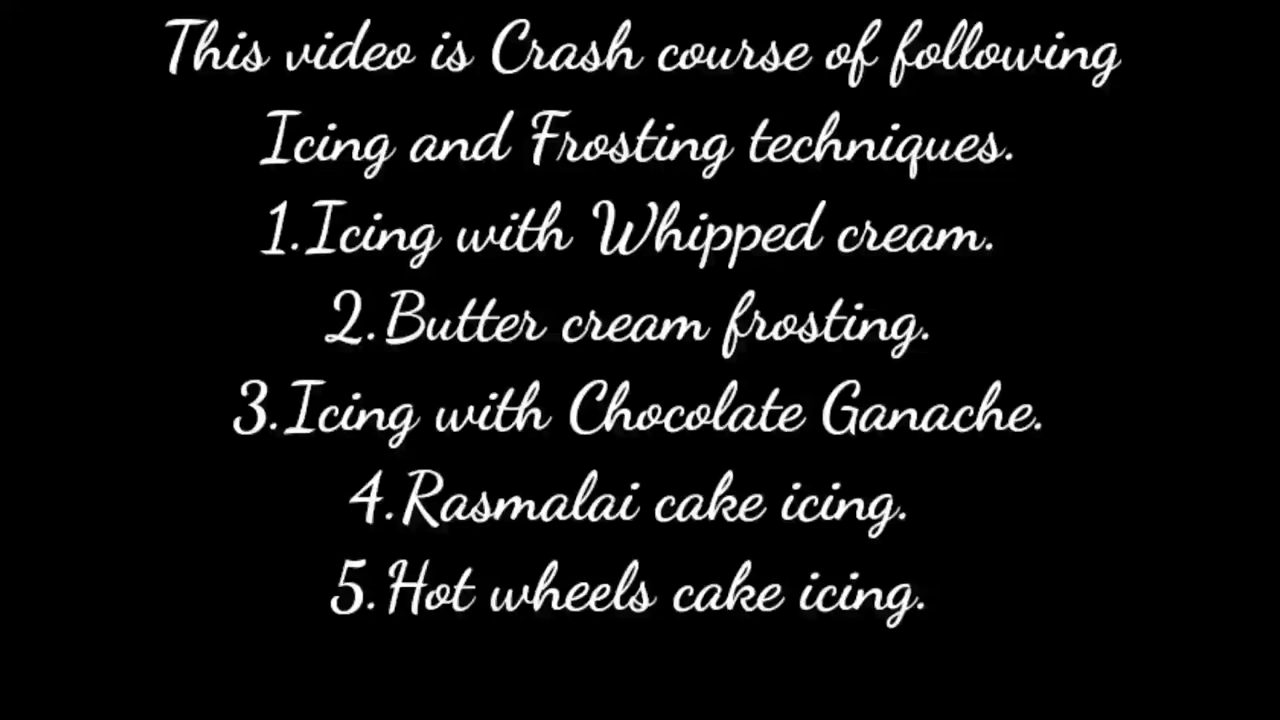 This video is Crash course of following
Icing and Frosting techniques.
1.Icing with Whipped cream.
2.Butter cream frosting.
3.Icing with Chocolate Ganache.
4.Rasmalai cake icing.
5.Hot wheels cake icing.